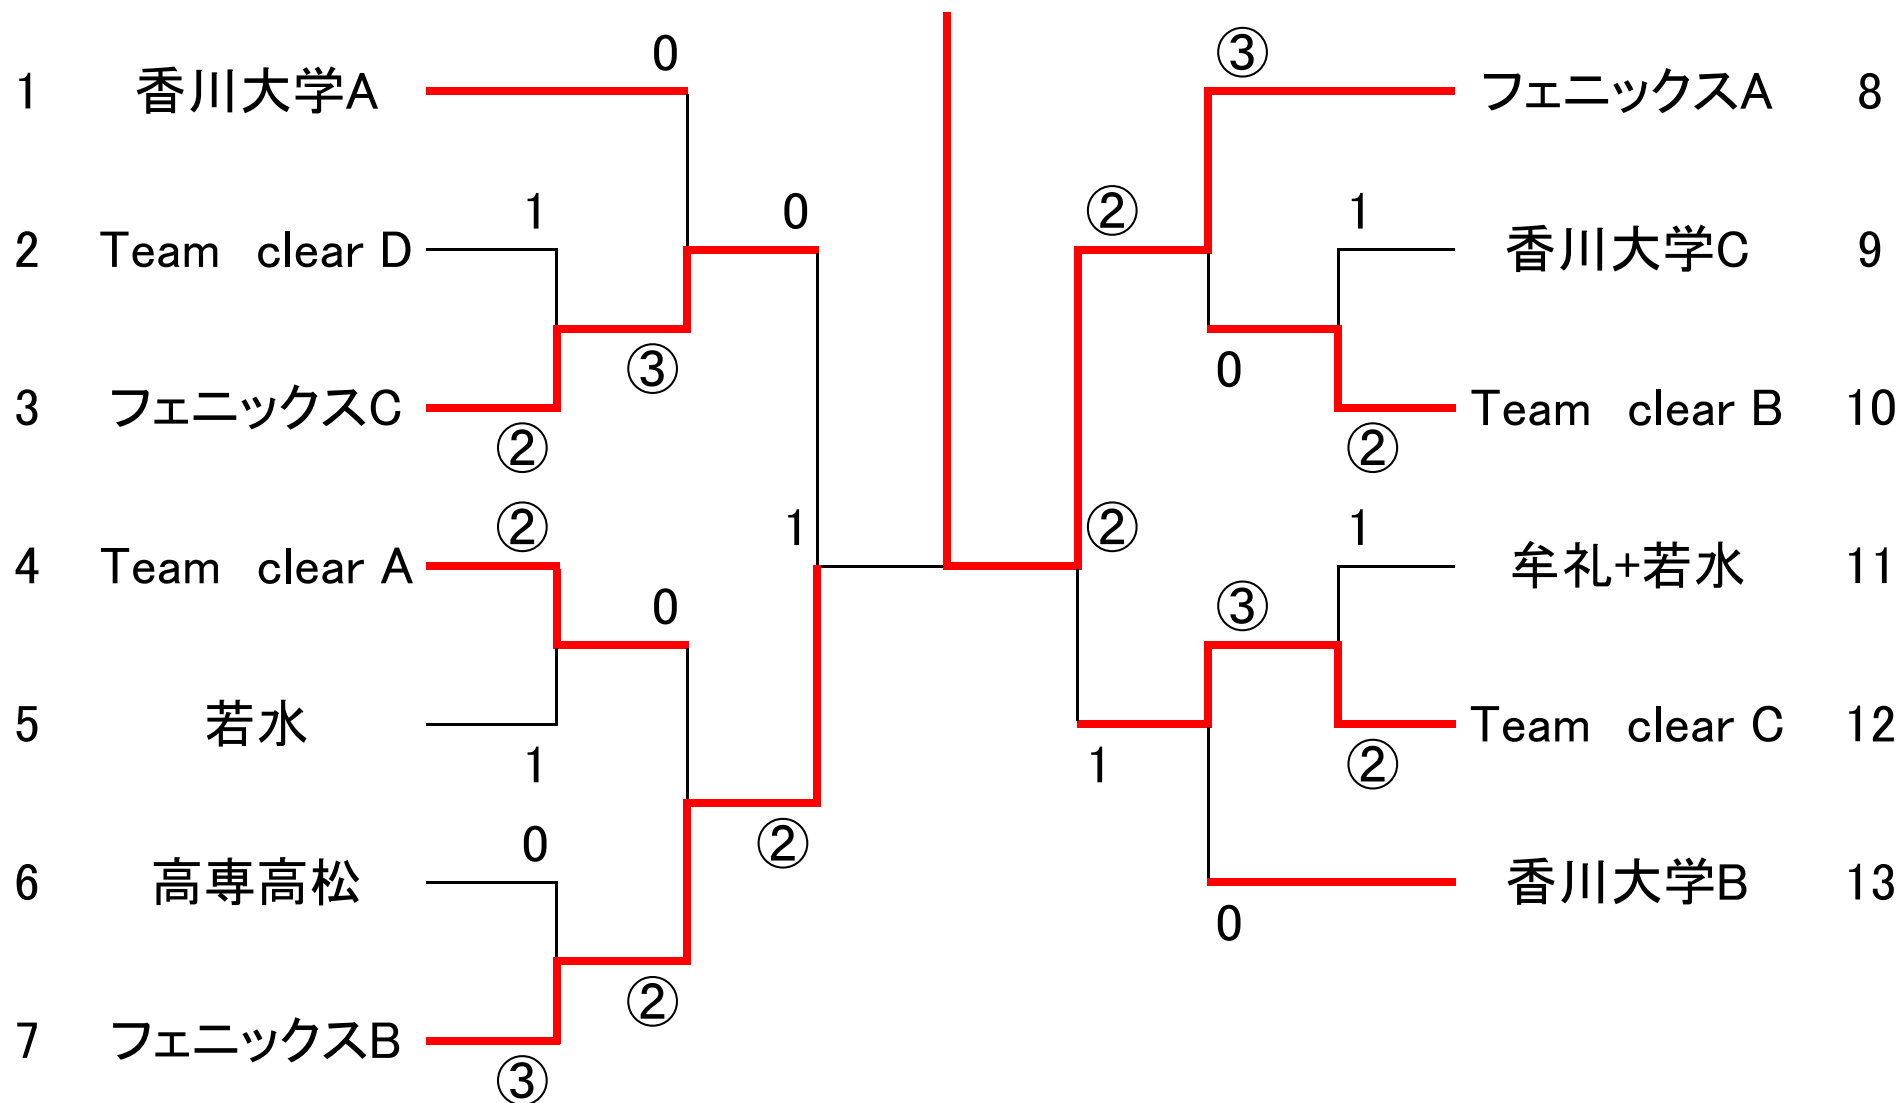 0 ③
1 香川大学A フェニックスA 8
1 0 ② 1
2 Team clear D 香川大学C 9
③ 0
3 フェニックスC Team clear B 10
② ②
② 1 ② 1
4 Team clear A 牟礼+若水 11
0 ③
5 若水 Team clear C 12
1 1 ②
0 ②
6 高専高松 香川大学B 13
0
②
7 フェニックスB
③